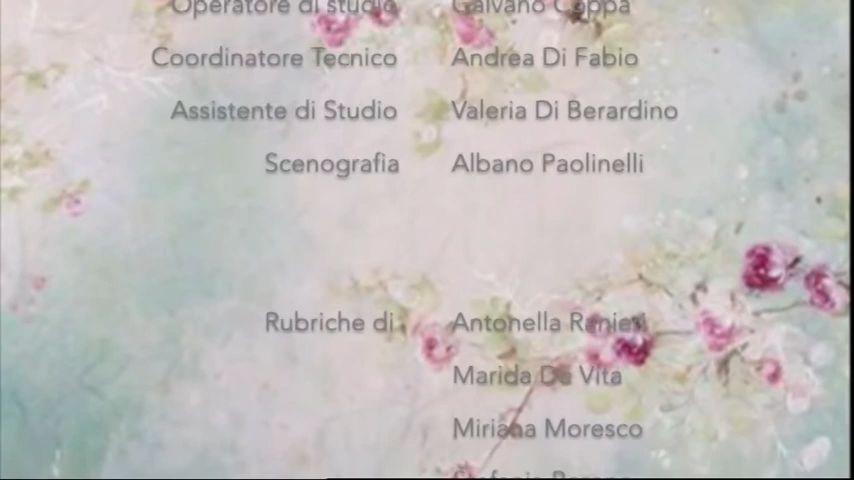 Operatore di studio Galvano Coppa
Coordinatore Tecnico Andrea Di Fabio
Assistente di Studio Valeria Di Berardino
Scenografia Albano Paolinelli
Rubriche di Antonella Ranieri
Marida De Vita
Miriana Moresco
Stefania